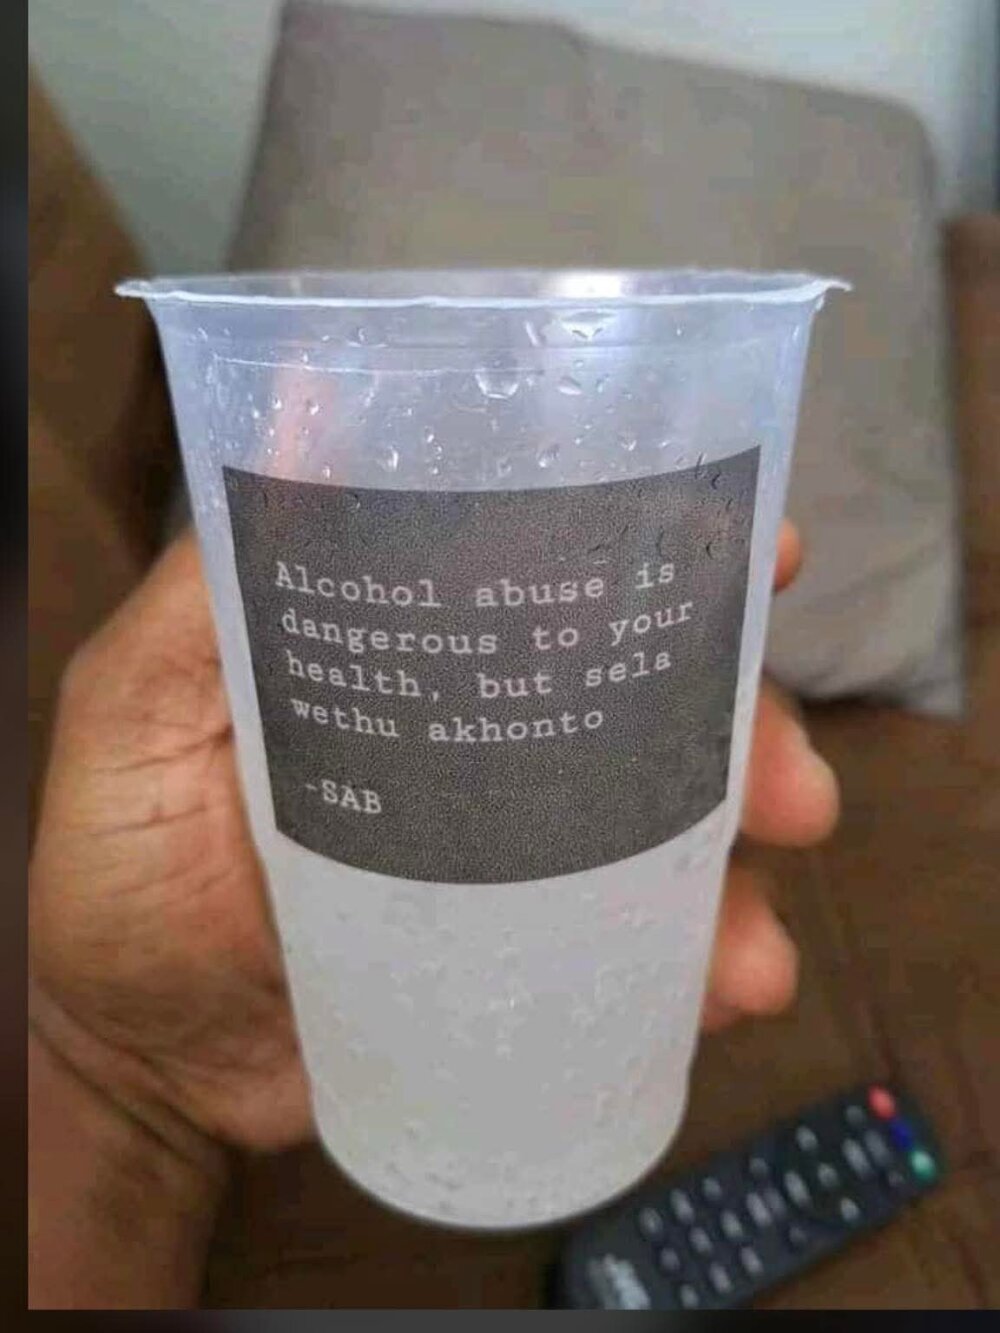 Alcohol abuse is
dangerous to your
health, but sela
wethu akhonto
-SAB